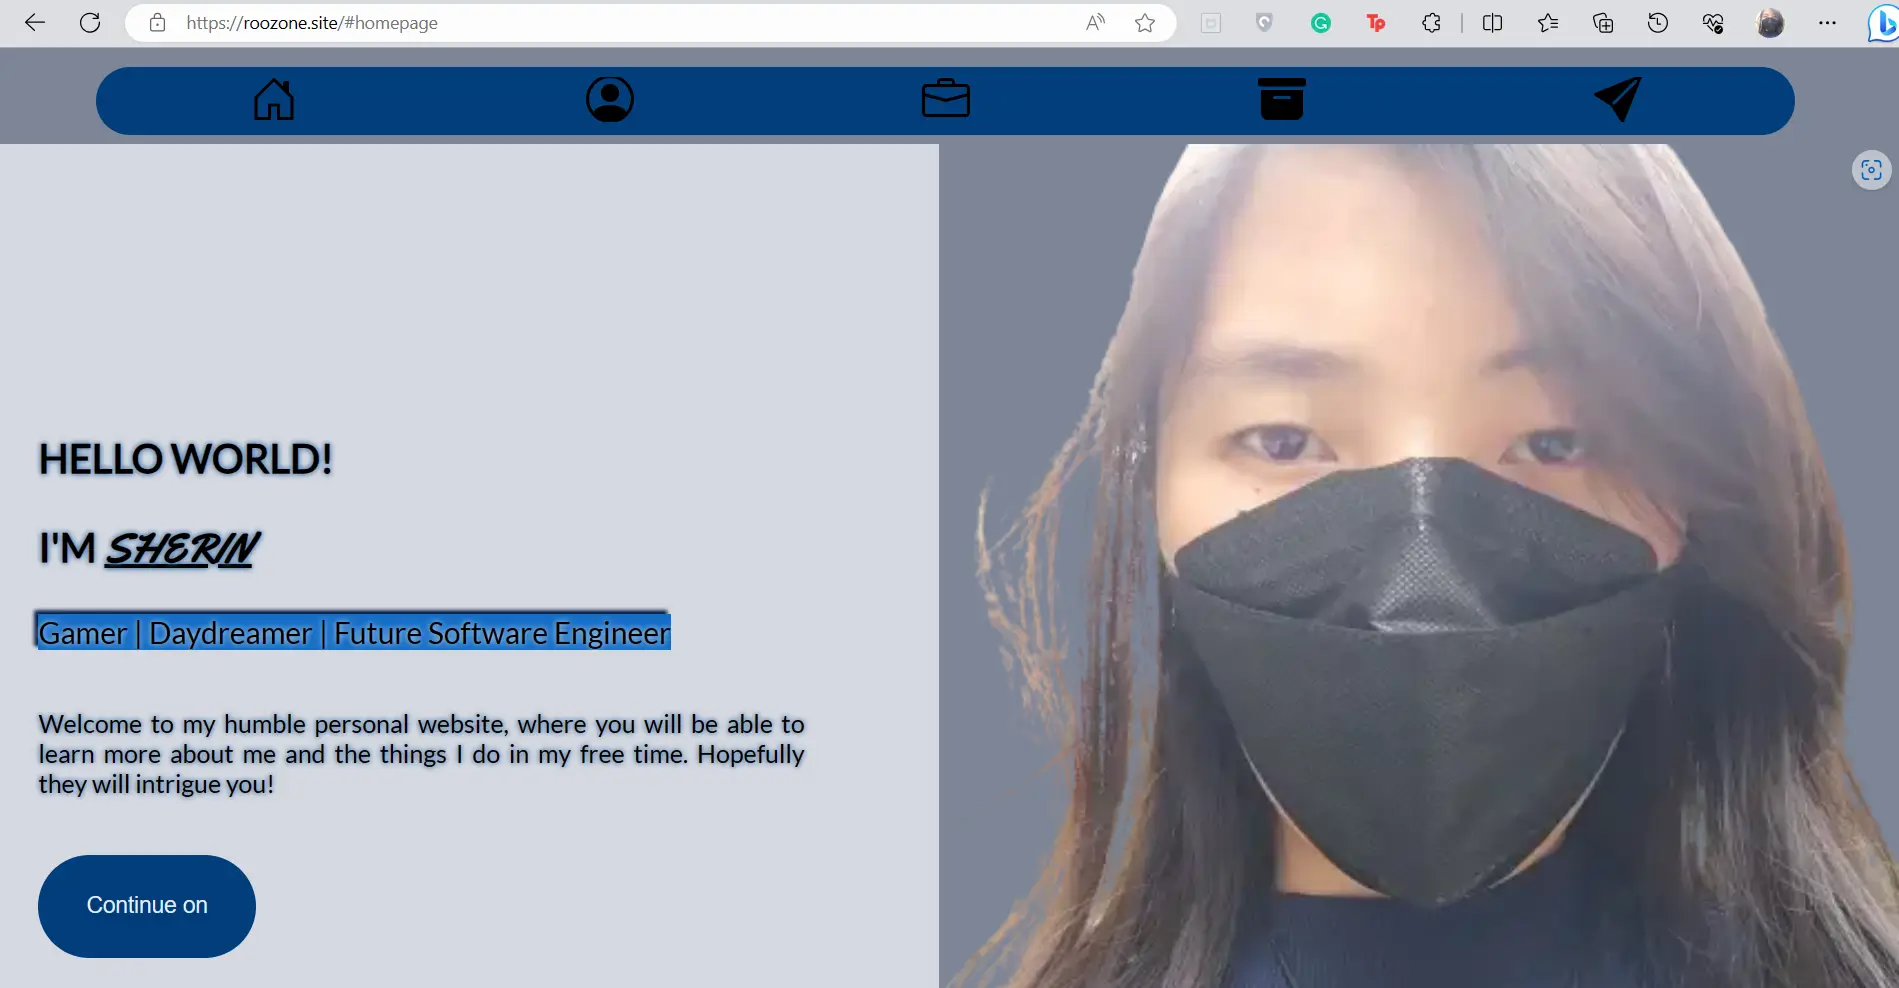 https://roozone.site/#homepage
HELLO WORLD!
I'M SHERIN
Gamer | Daydreamer | Future Software Engineer
Welcome to my humble personal website, where you will be able to
learn more about me and the things I do in my free time. Hopefully
they will intrigue you!
Continue on